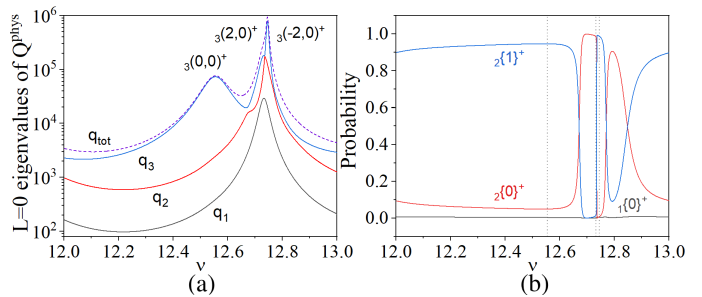 L=0 eigenvalues of Q^phys
10^6
10^5
10^4
10^3
10^2
₃(0,0)⁺
₃(2,0)⁺
₃(-2,0)⁺
q_tot
q₃
q₂
q₁
12.0 12.2 12.4 12.6 12.8 13.0
ν
(a)
Probability
1.0
0.8
0.6
0.4
0.2
0.0
₂{1}⁺
₂{0}⁺
₁{0}⁺
12.0 12.2 12.4 12.6 12.8 13.0
ν
(b)